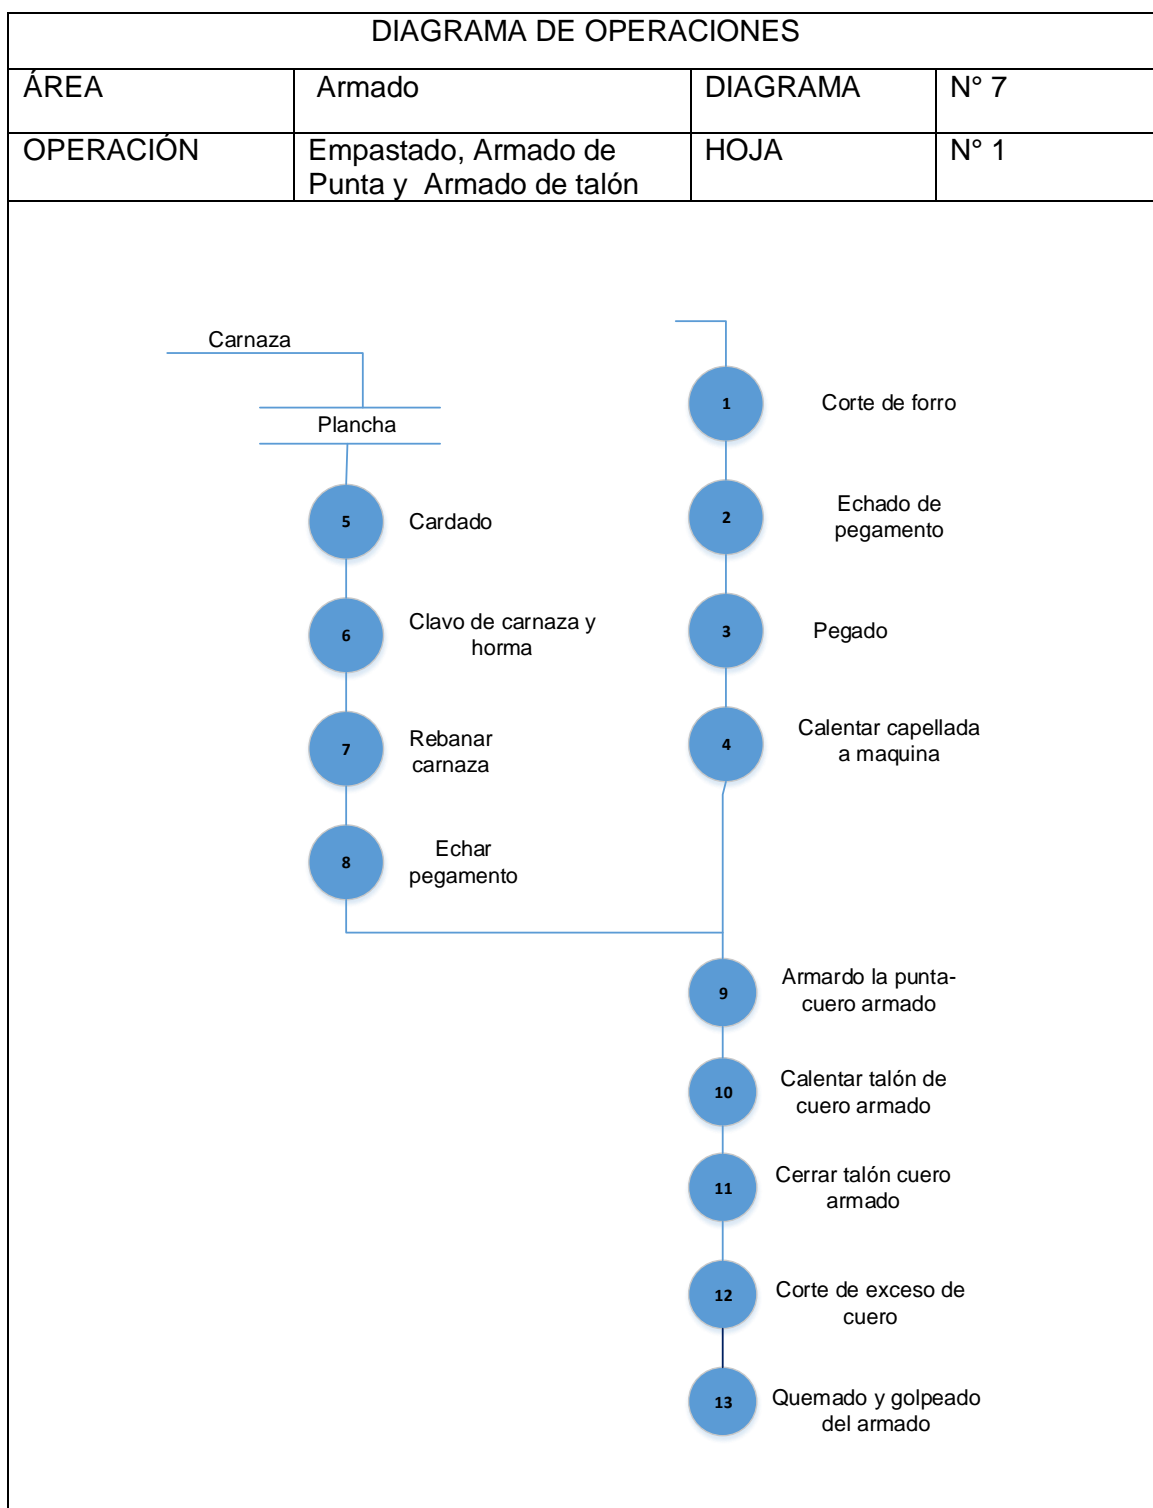 DIAGRAMA DE OPERACIONES
ÁREA
Armado
DIAGRAMA
N° 7
OPERACIÓN
Empastado, Armado de
Punta y Armado de talón
HOJA
N° 1
Carnaza
Plancha
5
Cardado
6
Clavo de carnaza y
horma
7
Rebanar
carnaza
8
Echar
pegamento
1
Corte de forro
2
Echado de
pegamento
3
Pegado
4
Calentar capellada
a maquina
9
Armardo la punta-
cuero armado
10
Calentar talón de
cuero armado
11
Cerrar talón cuero
armado
12
Corte de exceso de
cuero
13
Quemado y golpeado
del armado